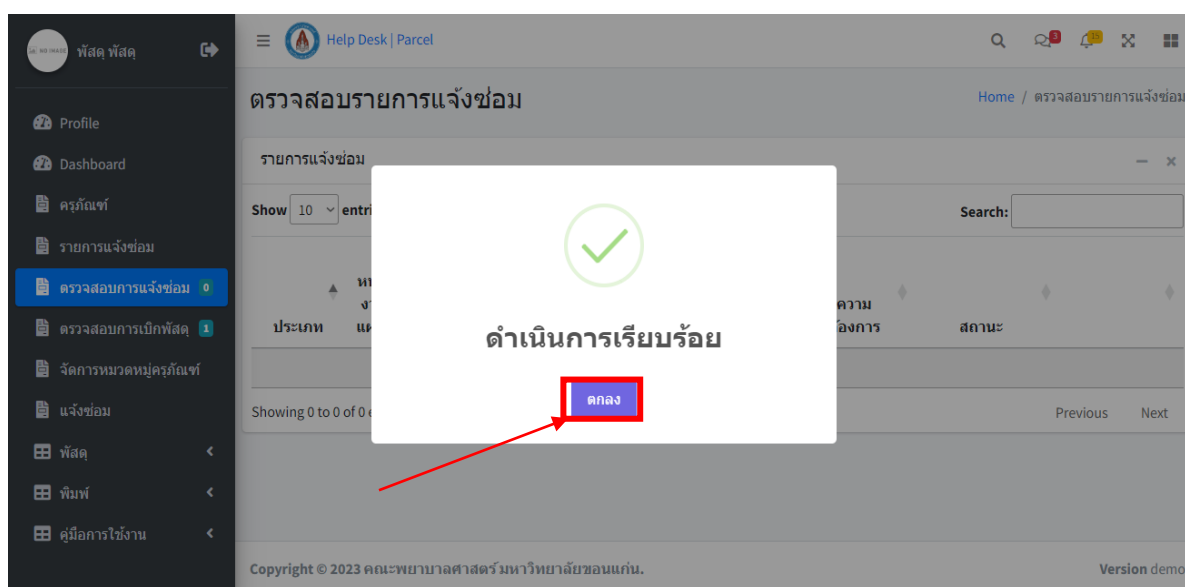 พัสดุ พัสดุ
Help Desk | Parcel
3
15
ตรวจสอบรายการแจ้งซ่อม
Home / ตรวจสอบรายการแจ้งซ่อม
Profile
Dashboard
ครุภัณฑ์
รายการแจ้งซ่อม
ตรวจสอบการแจ้งซ่อม 0
ตรวจสอบการเบิกพัสดุ 1
จัดการหมวดหมู่ครุภัณฑ์
แจ้งซ่อม
พัสดุ
พิมพ์
คู่มือการใช้งาน
รายการแจ้งซ่อม
Show 10 entri
Search:
ประเภท
ความ
้องการ
สถานะ
ดำเนินการเรียบร้อย
ตกลง
Showing 0 to 0 of 0 e
Previous Next
Copyright © 2023 คณะพยาบาลศาสตร์ มหาวิทยาลัยขอนแก่น.
Version demo